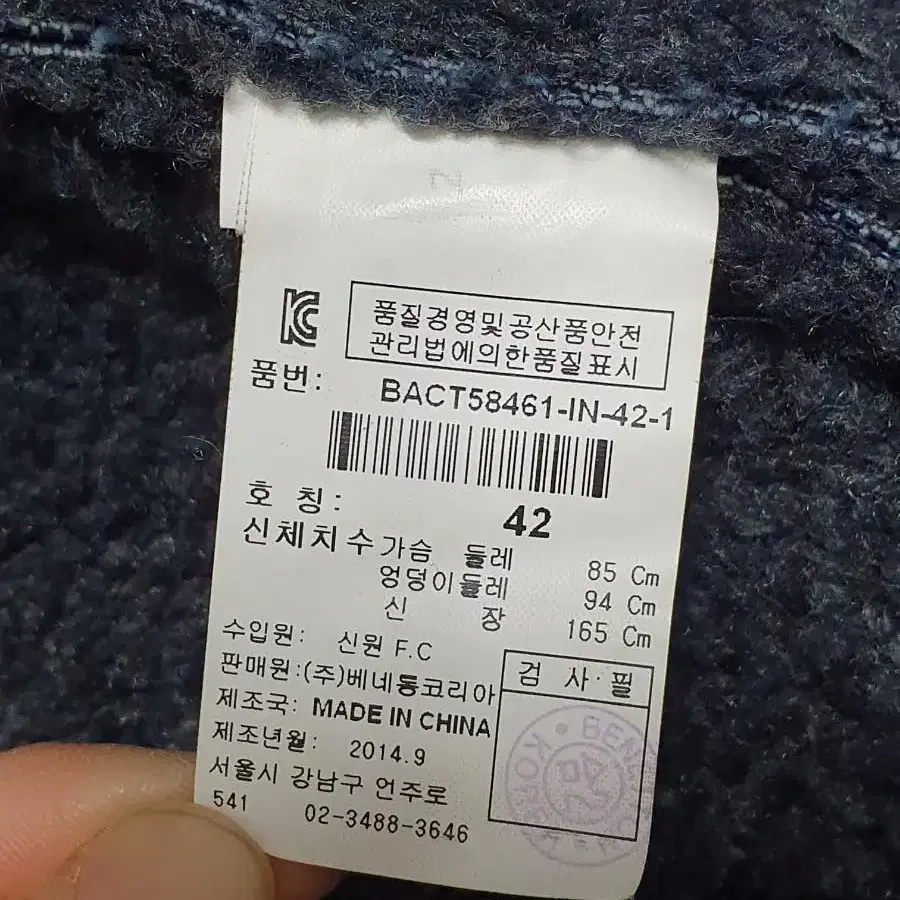 품질경영및공산품안전
관리법에의한품질표시
품번: BACT58461-IN-42-1
호 칭: 42
신체치수 가슴 둘레 85 Cm
엉덩이둘레 94 Cm
신 장 165 Cm
수입원: 신원 F.C
판매원:(주)베네통코리아
제조국: MADE IN CHINA
제조년월: 2014.9
서울시 강남구 언주로
541 02-3488-3646
검 사·필